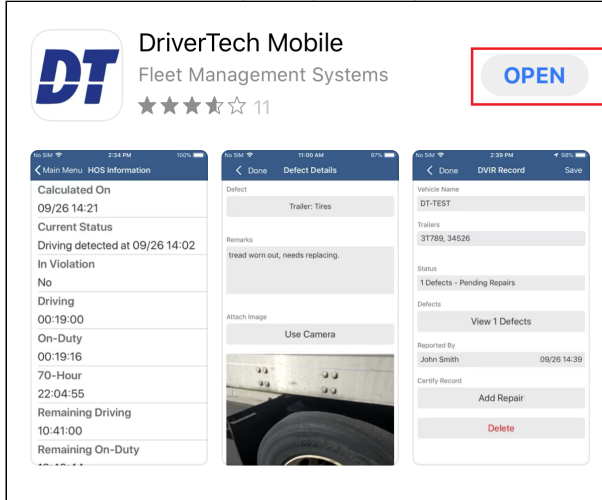 DT
DriverTech Mobile
Fleet Management Systems
OPEN
11
No SIM 2:34 PM 100%
Main Menu HOS Information
Calculated On
09/26 14:21
Current Status
Driving detected at 09/26 14:02
In Violation
No
Driving
00:19:00
On-Duty
00:19:16
70-Hour
22:04:55
Remaining Driving
10:41:00
Remaining On-Duty
No SIM 11:00 AM 97%
Done Defect Details
Defect
Trailer: Tires
Remarks
tread worn out, needs replacing.
Attach Image
Use Camera
No SIM 2:39 PM 98%
Done DVIR Record Save
Vehicle Name
DT-TEST
Trailers
3T789, 34526
Status
1 Defects - Pending Repairs
Defects
View 1 Defects
Reported By
John Smith 09/26 14:39
Certify Record
Add Repair
Delete